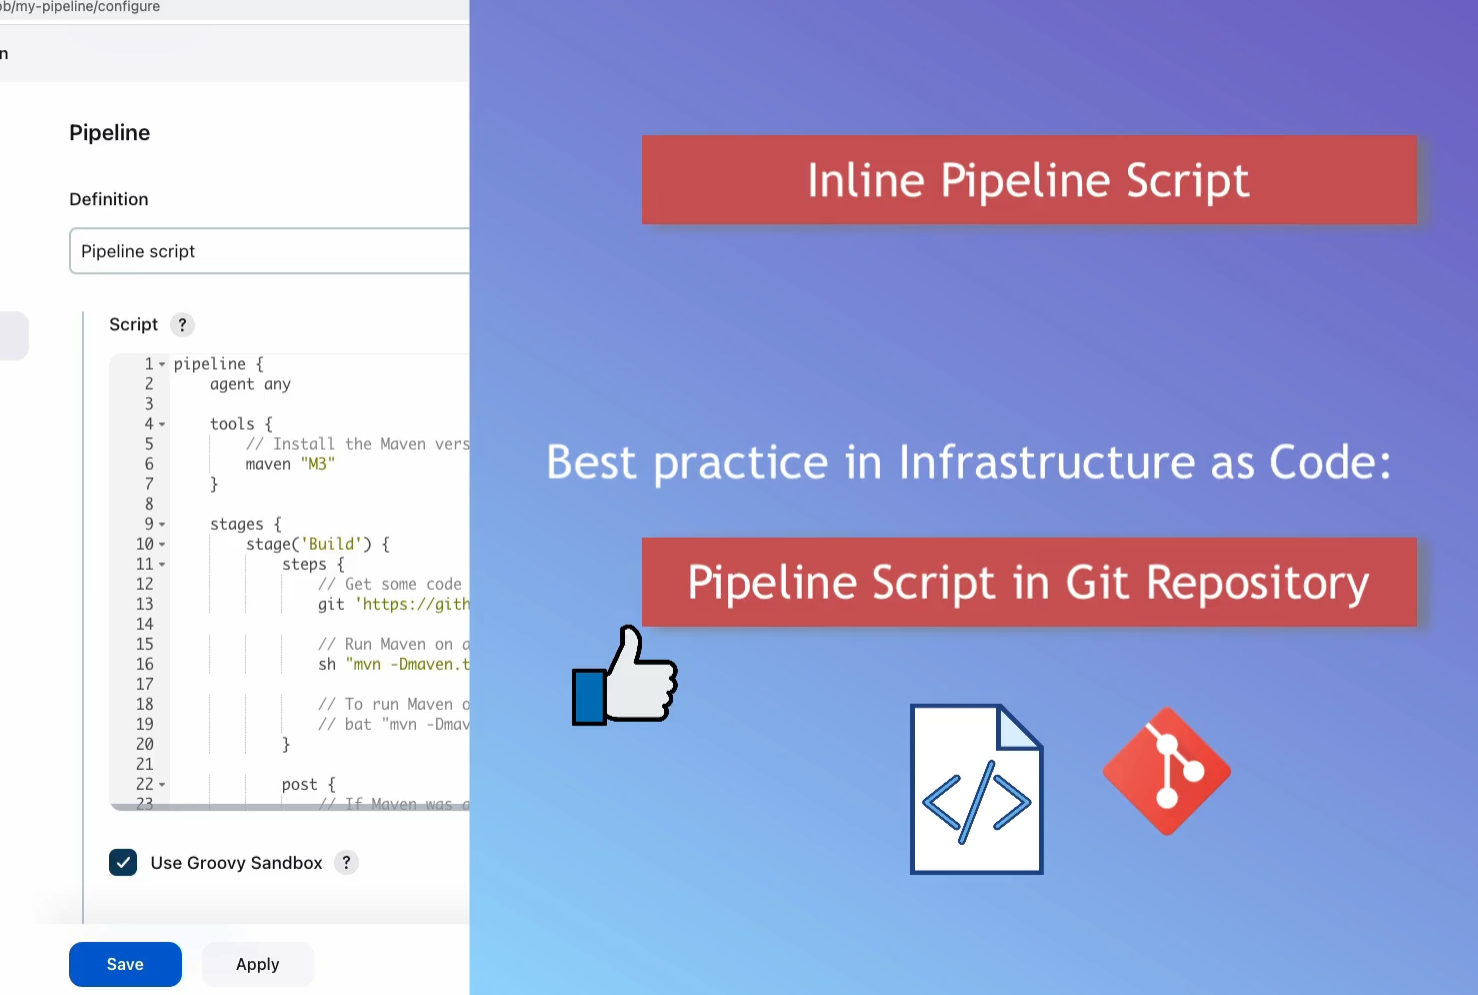 /my-pipeline/configure
n
Pipeline
Definition
Pipeline script
Script ?
1 pipeline {
2 agent any
3
4 tools {
5 // Install the Maven vers
6 maven "M3"
7 }
8
9 stages {
10 stage('Build') {
11 steps {
12 // Get some code
13 git 'https://gith
14
15 // Run Maven on a
16 sh "mvn -Dmaven.t
17
18 // To run Maven o
19 // bat "mvn -Dmav
20 }
21
22 post {
23 // If Maven was a
Use Groovy Sandbox ?
Save Apply
Inline Pipeline Script
Best practice in Infrastructure as Code:
Pipeline Script in Git Repository
</>